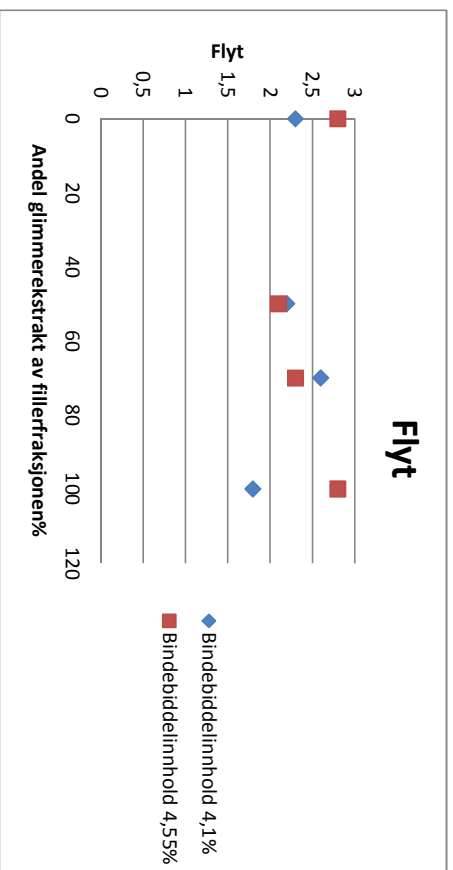 Flyt
Flyt
3
2,5
2
1,5
1
0,5
0
0 20 40 60 80 100 120
Andel glimmerekstrakt av fillerfraksjonen%
Bindebiddelinnhold 4,1%
Bindebiddelinnhold 4,55%